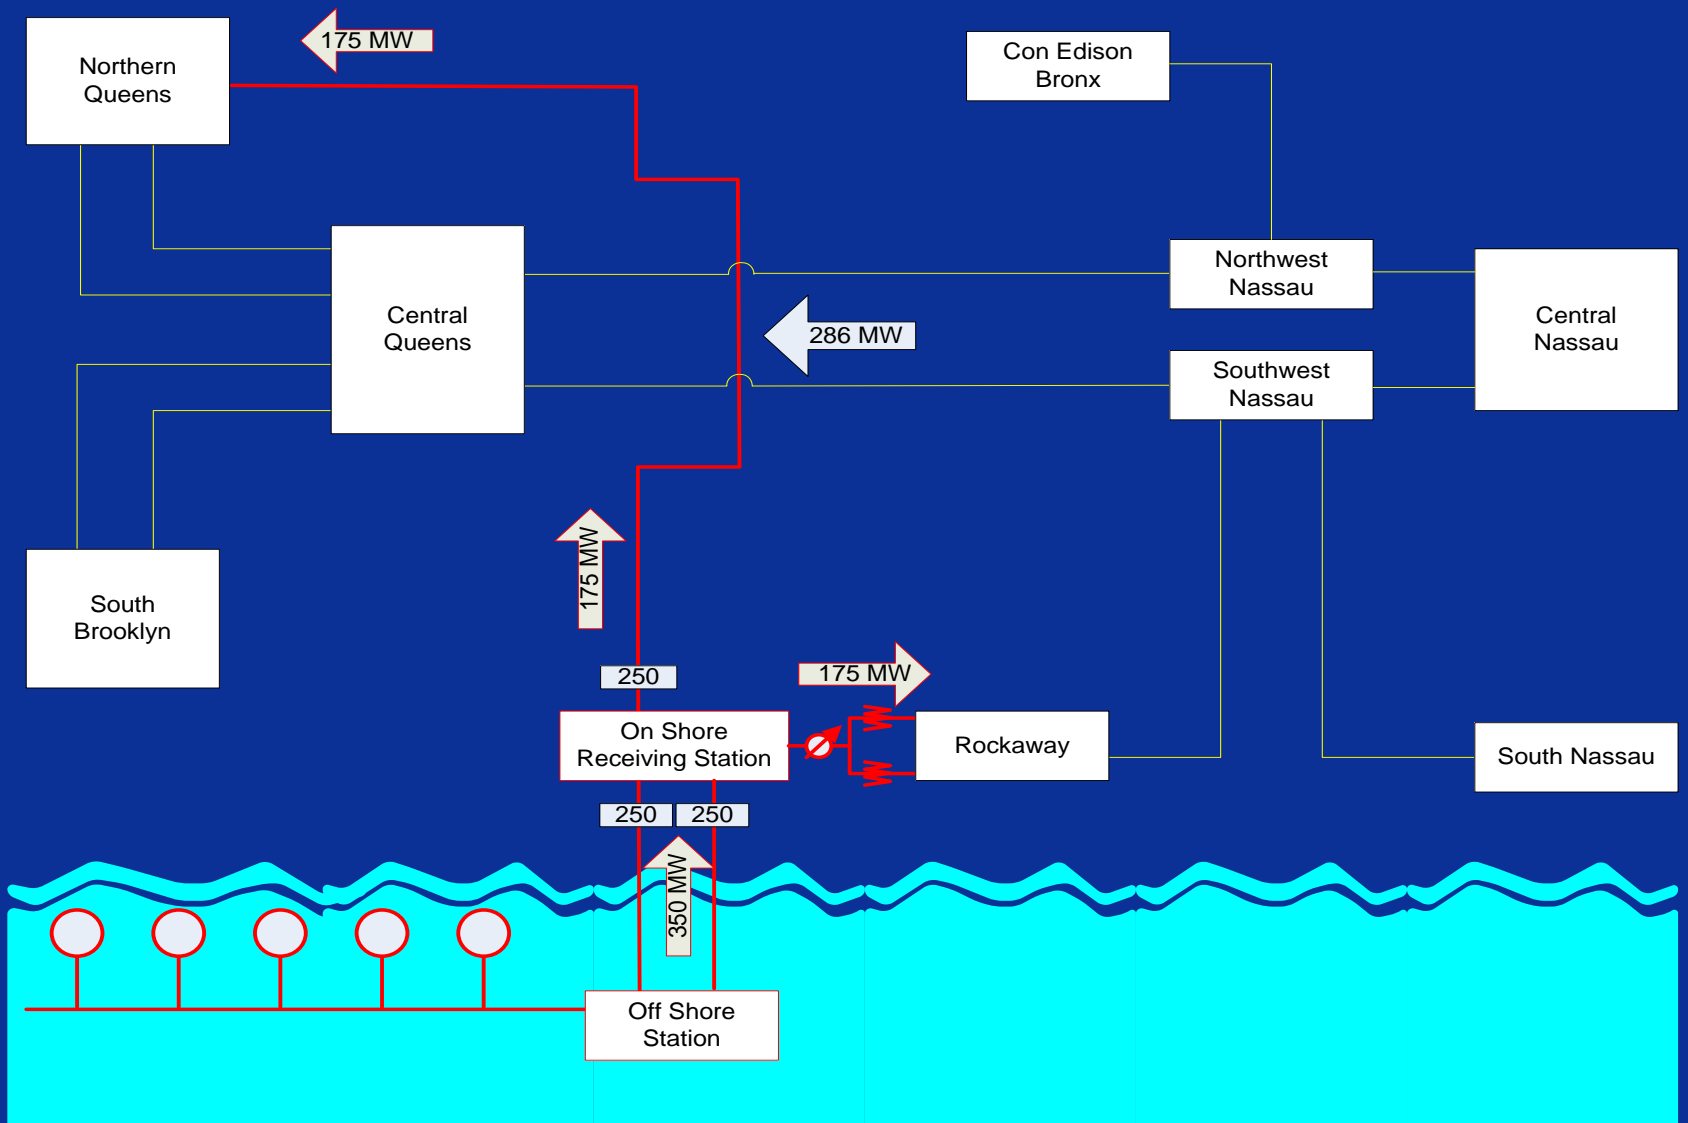 175 MW
Northern
Queens
Con Edison
Bronx
Northwest
Nassau
Central
Nassau
Central
Queens
286 MW
Southwest
Nassau
175 MW
South
Brooklyn
250
175 MW
On Shore
Receiving Station
Rockaway
South Nassau
250
250
350 MW
Off Shore
Station